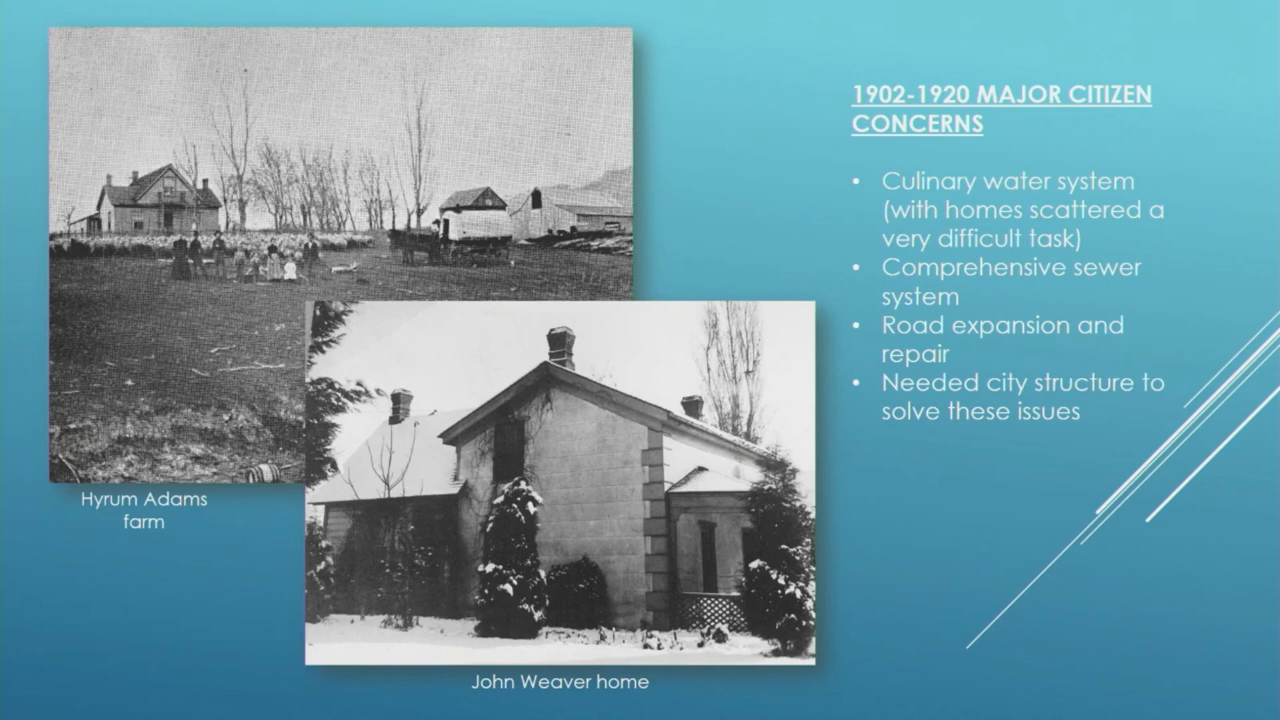 1902-1920 MAJOR CITIZEN
CONCERNS
• Culinary water system
(with homes scattered a
very difficult task)
• Comprehensive sewer
system
• Road expansion and
repair
• Needed city structure to
solve these issues
Hyrum Adams
farm
John Weaver home